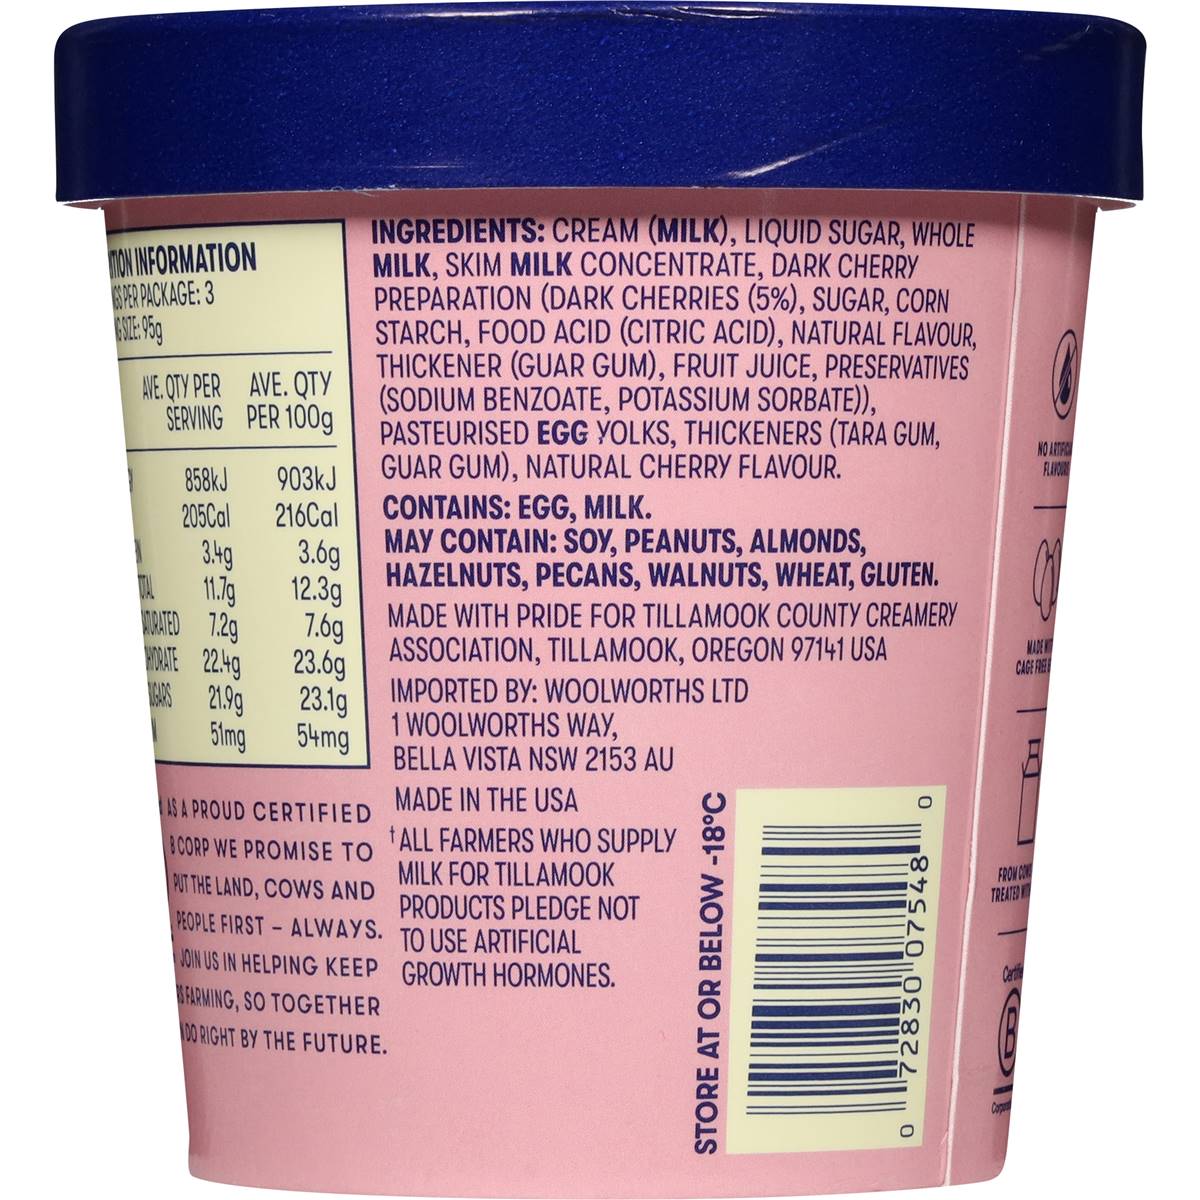 INFORMATION
PER PACKAGE: 3
SIZE: 95g
AVE. QTY PER AVE. QTY
SERVING PER 100g
858kJ 903kJ
205Cal 216Cal
3.4g 3.6g
11.7g 12.3g
7.2g 7.6g
22.4g 23.6g
21.9g 23.1g
51mg 54mg
AS A PROUD CERTIFIED
B CORP WE PROMISE TO
PUT THE LAND, COWS AND
PEOPLE FIRST – ALWAYS.
JOIN US IN HELPING KEEP
FARMING, SO TOGETHER
DO RIGHT BY THE FUTURE.
INGREDIENTS: CREAM (MILK), LIQUID SUGAR, WHOLE
MILK, SKIM MILK CONCENTRATE, DARK CHERRY
PREPARATION (DARK CHERRIES (5%), SUGAR, CORN
STARCH, FOOD ACID (CITRIC ACID), NATURAL FLAVOUR,
THICKENER (GUAR GUM), FRUIT JUICE, PRESERVATIVES
(SODIUM BENZOATE, POTASSIUM SORBATE)),
PASTEURISED EGG YOLKS, THICKENERS (TARA GUM,
GUAR GUM), NATURAL CHERRY FLAVOUR.
CONTAINS: EGG, MILK.
MAY CONTAIN: SOY, PEANUTS, ALMONDS,
HAZELNUTS, PECANS, WALNUTS, WHEAT, GLUTEN.
MADE WITH PRIDE FOR TILLAMOOK COUNTY CREAMERY
ASSOCIATION, TILLAMOOK, OREGON 97141 USA
IMPORTED BY: WOOLWORTHS LTD
1 WOOLWORTHS WAY,
BELLA VISTA NSW 2153 AU
MADE IN THE USA
†ALL FARMERS WHO SUPPLY
MILK FOR TILLAMOOK
PRODUCTS PLEDGE NOT
TO USE ARTIFICIAL
GROWTH HORMONES.
STORE AT OR BELOW -18°C
0 72830 07548 0
NO
MADE
CAGE FREE
FROM
TREATED
B